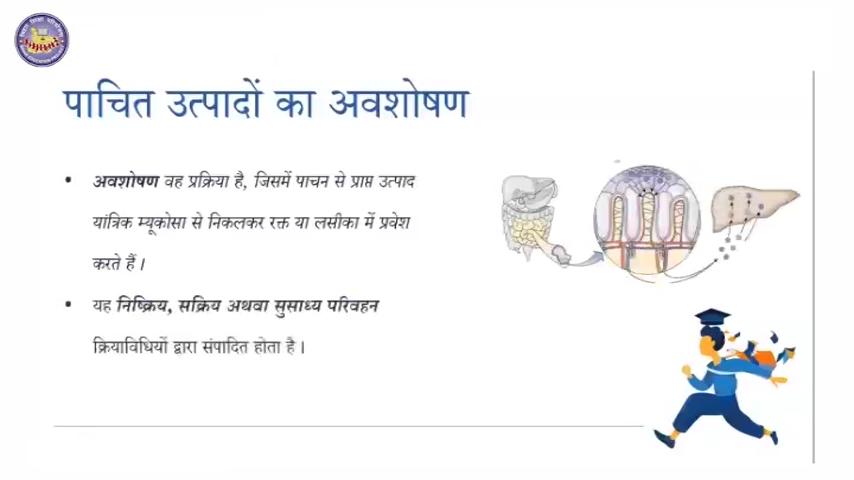 पाचित उत्पादों का अवशोषण
• अवशोषण वह प्रक्रिया है, जिसमें पाचन से प्राप्त उत्पाद
यांत्रिक म्यूकोसा से निकलकर रक्त या लसीका में प्रवेश
करते हैं ।
• यह निष्क्रिय, सक्रिय अथवा सुसाध्य परिवहन
क्रियाविधियों द्वारा संपादित होता है ।